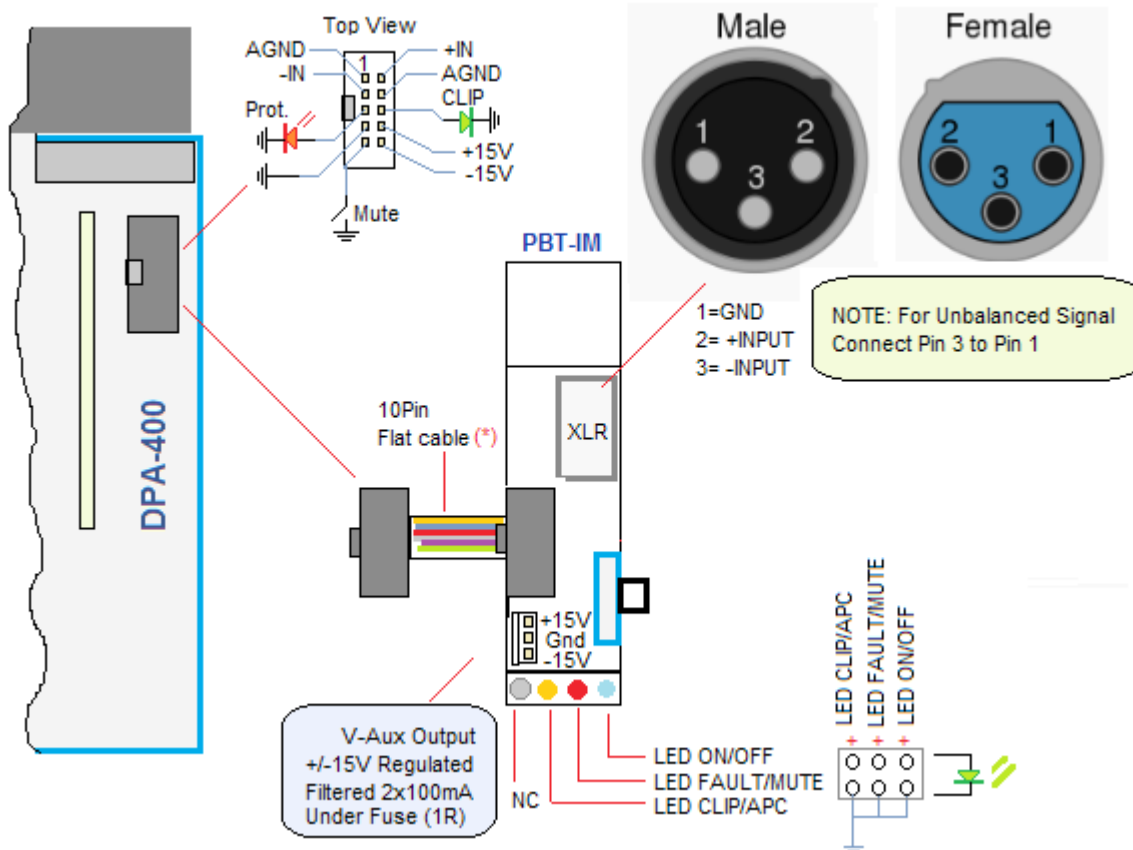 Top View
AGND
+IN
1
-IN
AGND
Prot.
CLIP
+15V
-15V
Mute
Male
1
2
3
Female
2
1
3
PBT-IM
1=GND
2= +INPUT
3= -INPUT
NOTE: For Unbalanced Signal
Connect Pin 3 to Pin 1
DPA-400
10Pin
Flat cable (*)
XLR
+15V
Gnd
-15V
V-Aux Output
+/-15V Regulated
Filtered 2x100mA
Under Fuse (1R)
NC
LED ON/OFF
LED FAULT/MUTE
LED CLIP/APC
LED CLIP/APC
LED FAULT/MUTE
LED ON/OFF
+ + +